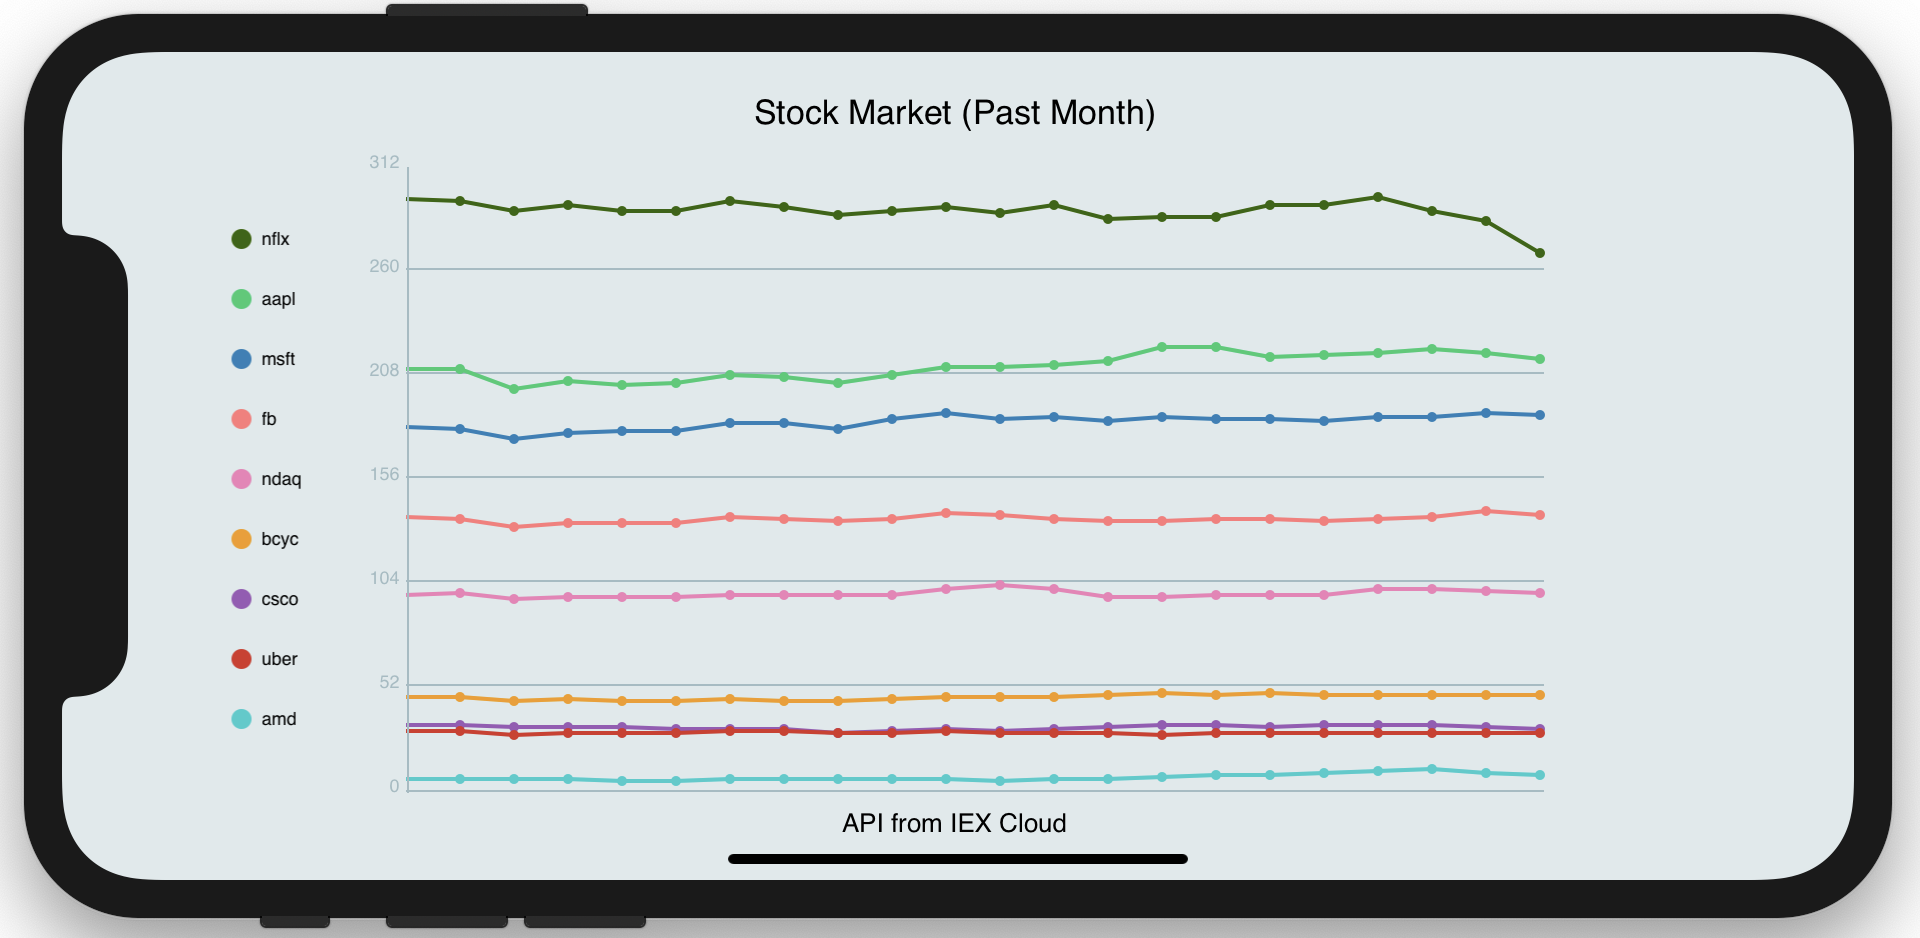 Stock Market (Past Month)
312
260
208
156
104
52
0
nflx
aapl
msft
fb
ndaq
bcyc
csco
uber
amd
API from IEX Cloud